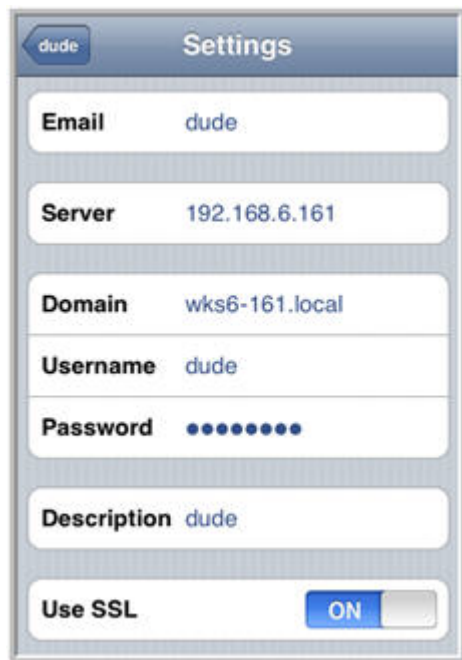 dude Settings
Email dude
Server 192.168.6.161
Domain wks6-161.local
Username dude
Password ●●●●●●●●
Description dude
Use SSL ON